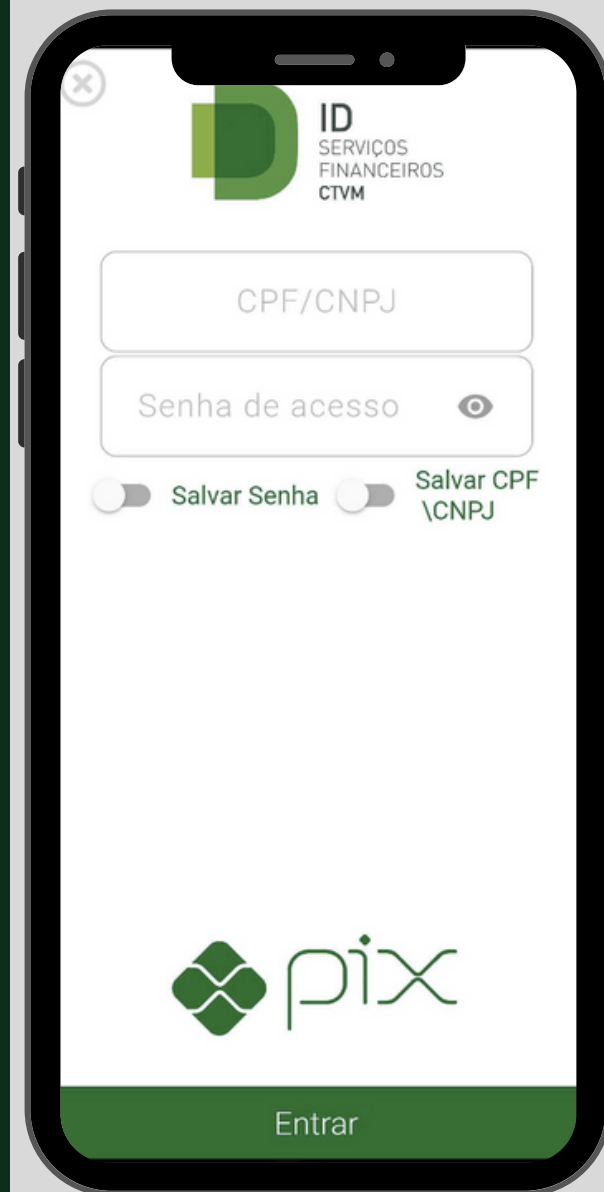 ID
SERVIÇOS
FINANCEIROS
CTVM
CPF/CNPJ
Senha de acesso
Salvar Senha
Salvar CPF
\CNPJ
pix
Entrar